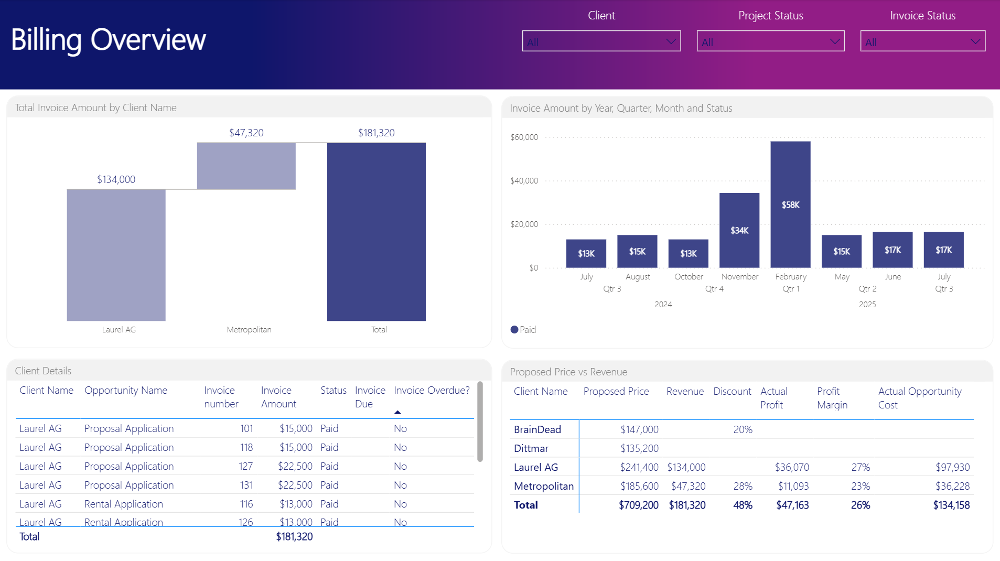 Billing Overview
Client
Project Status
Invoice Status
All
All
All
Total Invoice Amount by Client Name
$134,000
$47,320
$181,320
Laurel AG
Metropolitan
Total
Invoice Amount by Year, Quarter, Month and Status
$60,000
$40,000
$20,000
$0
$13K
$15K
$13K
$34K
$58K
$15K
$17K
$17K
July August October November February May June July
Qtr 3 Qtr 4 Qtr 1 Qtr 2 Qtr 3
2024 2025
Paid
Client Details
Client Name Opportunity Name Invoice number Invoice Amount Status Invoice Due Invoice Overdue?
Laurel AG Proposal Application 101 $15,000 Paid No
Laurel AG Proposal Application 118 $15,000 Paid No
Laurel AG Proposal Application 127 $22,500 Paid No
Laurel AG Proposal Application 131 $22,500 Paid No
Laurel AG Rental Application 116 $13,000 Paid No
Laurel AG Rental Application 126 $13,000 Paid No
Total $181,320
Proposed Price vs Revenue
Client Name Proposed Price Revenue Discount Actual Profit Profit Margin Actual Opportunity Cost
BrainDead $147,000 20%
Dittmar $135,200
Laurel AG $241,400 $134,000 $36,070 27% $97,930
Metropolitan $185,600 $47,320 28% $11,093 23% $36,228
Total $709,200 $181,320 48% $47,163 26% $134,158